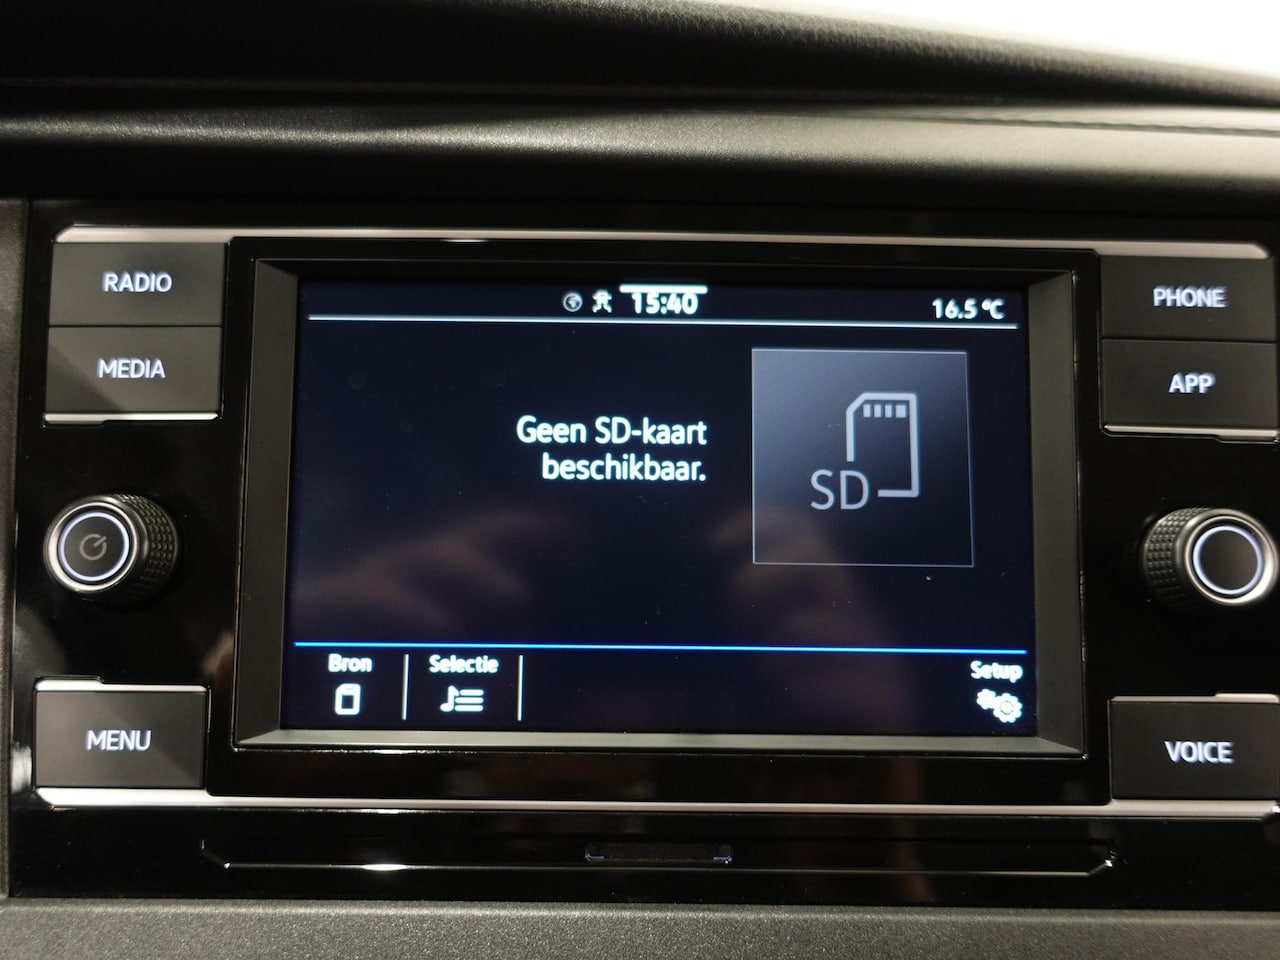 RADIO
MEDIA
MENU
15:40
16.5 °C
Geen SD-kaart
beschikbaar.
SD
Bron
Selectie
Setup
PHONE
APP
VOICE